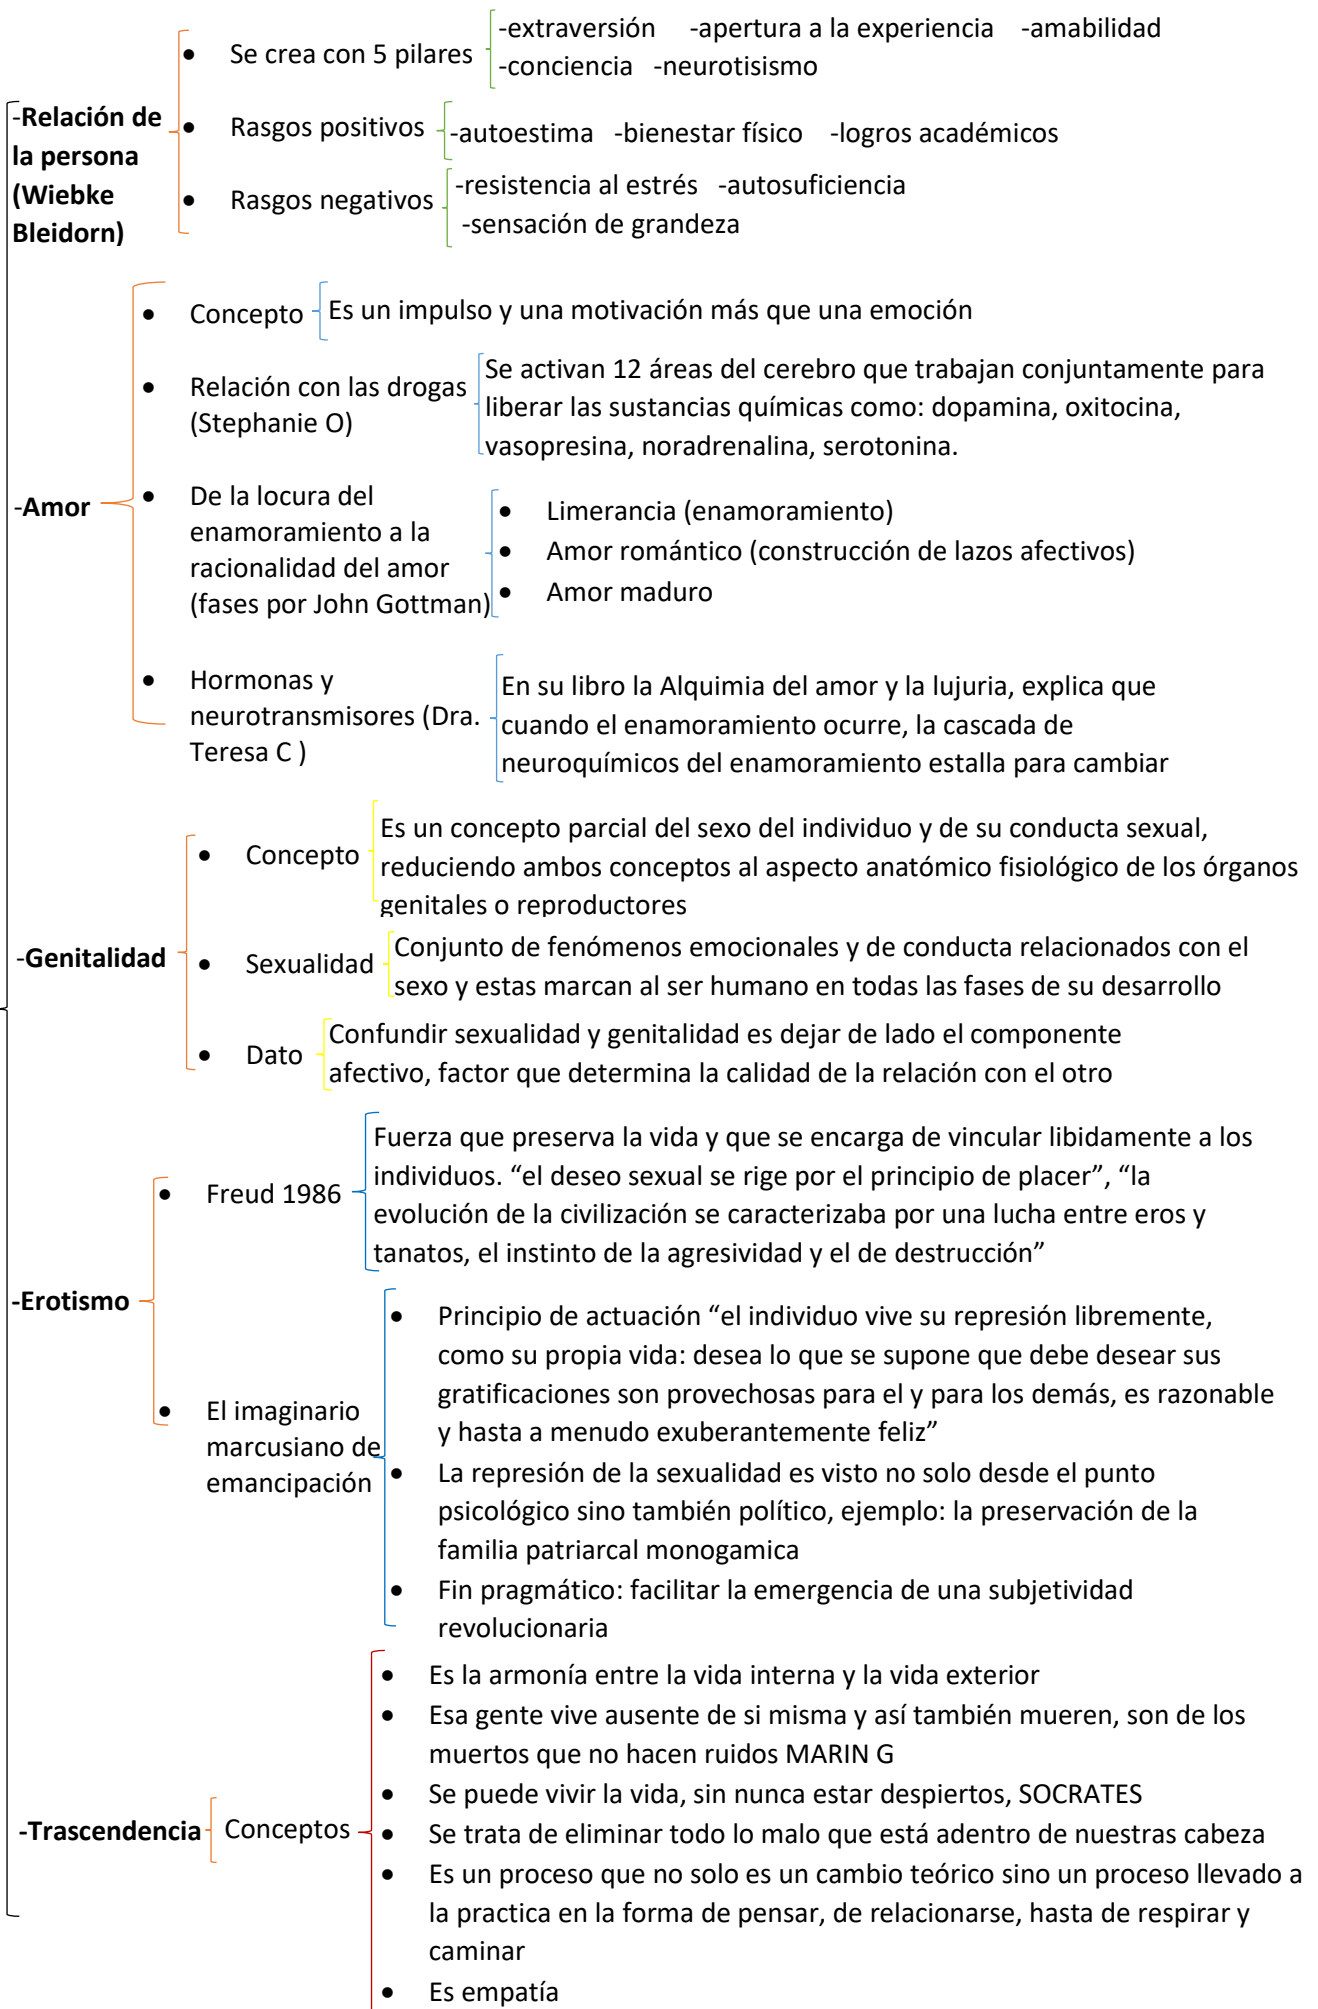 -Relación de
la persona
(Wiebke
Bleidorn)
• Se crea con 5 pilares
-extraversión -apertura a la experiencia -amabilidad
-conciencia -neurotisismo
• Rasgos positivos
-autoestima -bienestar físico -logros académicos
• Rasgos negativos
-resistencia al estrés -autosuficiencia
-sensación de grandeza
-Amor
• Concepto
Es un impulso y una motivación más que una emoción
• Relación con las drogas
(Stephanie O)
Se activan 12 áreas del cerebro que trabajan conjuntamente para
liberar las sustancias químicas como: dopamina, oxitocina,
vasopresina, noradrenalina, serotonina.
• De la locura del
enamoramiento a la
racionalidad del amor
(fases por John Gottman)
• Limerancia (enamoramiento)
• Amor romántico (construcción de lazos afectivos)
• Amor maduro
• Hormonas y
neurotransmisores (Dra.
Teresa C )
En su libro la Alquimia del amor y la lujuria, explica que
cuando el enamoramiento ocurre, la cascada de
neuroquímicos del enamoramiento estalla para cambiar
-Genitalidad
• Concepto
Es un concepto parcial del sexo del individuo y de su conducta sexual,
reduciendo ambos conceptos al aspecto anatómico fisiológico de los órganos
genitales o reproductores
• Sexualidad
Conjunto de fenómenos emocionales y de conducta relacionados con el
sexo y estas marcan al ser humano en todas las fases de su desarrollo
• Dato
Confundir sexualidad y genitalidad es dejar de lado el componente
afectivo, factor que determina la calidad de la relación con el otro
-Erotismo
• Freud 1986
Fuerza que preserva la vida y que se encarga de vincular libidamente a los
individuos. “el deseo sexual se rige por el principio de placer”, “la
evolución de la civilización se caracterizaba por una lucha entre eros y
tanatos, el instinto de la agresividad y el de destrucción”
• El imaginario
marcusiano de
emancipación
• Principio de actuación “el individuo vive su represión libremente,
como su propia vida: desea lo que se supone que debe desear sus
gratificaciones son provechosas para el y para los demás, es razonable
y hasta a menudo exuberantemente feliz”
• La represión de la sexualidad es visto no solo desde el punto
psicológico sino también político, ejemplo: la preservación de la
familia patriarcal monogamica
• Fin pragmático: facilitar la emergencia de una subjetividad
revolucionaria
-Trascendencia
Conceptos
• Es la armonía entre la vida interna y la vida exterior
• Esa gente vive ausente de si misma y así también mueren, son de los
muertos que no hacen ruidos MARIN G
• Se puede vivir la vida, sin nunca estar despiertos, SOCRATES
• Se trata de eliminar todo lo malo que está adentro de nuestras cabeza
• Es un proceso que no solo es un cambio teórico sino un proceso llevado a
la practica en la forma de pensar, de relacionarse, hasta de respirar y
caminar
• Es empatía